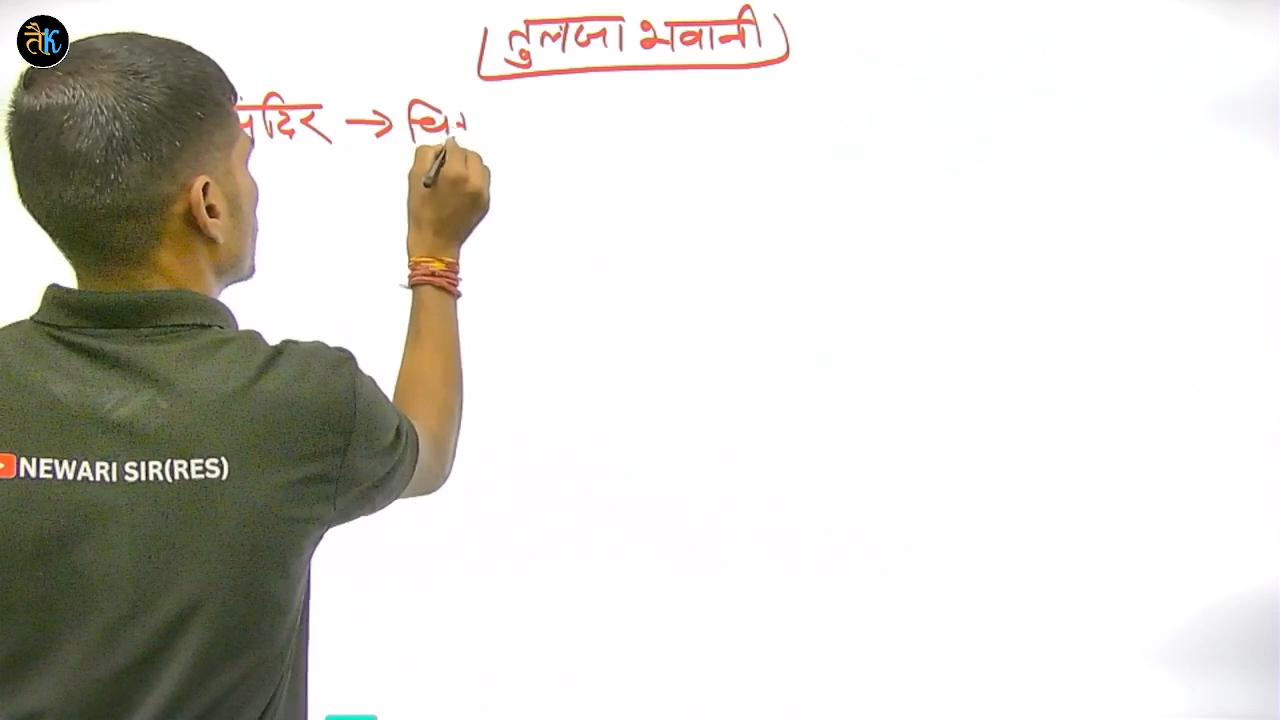 तैK
तुलजा भवानी
मंदिर → चि
NEWARI SIR(RES)